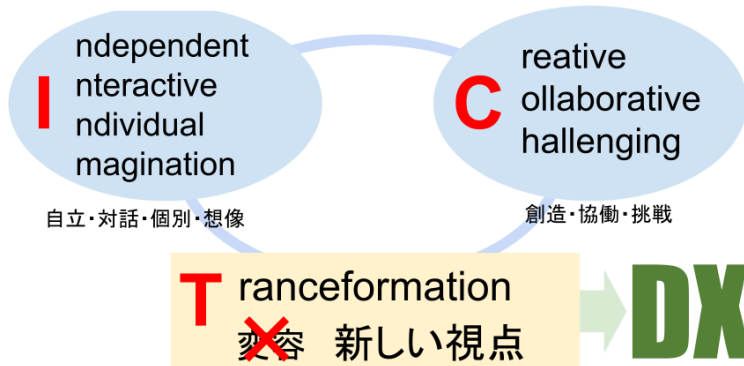 I
ndependent
nteractive
ndividual
magination
自立・対話・個別・想像
C
reative
ollaborative
hallenging
創造・協働・挑戦
T
ranceformation
変容 新しい視点
DX